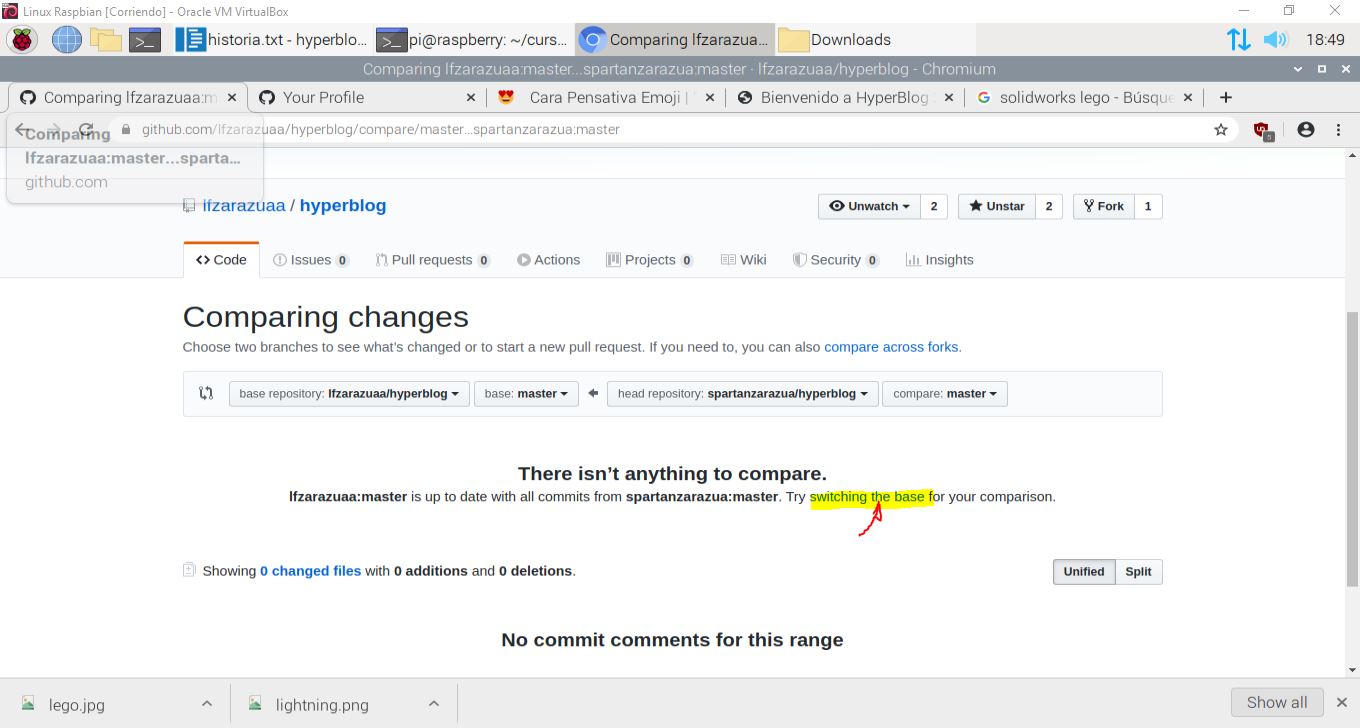 Linux Raspbian [Corriendo] - Oracle VM VirtualBox
historia.txt - hyperblo... pi@raspberry: ~/curs... Comparing lfzarazua... Downloads 18:49
Comparing lfzarazuaa:master...spartanzarazua:master · lfzarazuaa/hyperblog - Chromium
Comparing lfzarazuaa:m Your Profile Cara Pensativa Emoji | Bienvenido a HyperBlog solidworks lego - Búsque
github.com/lfzarazuaa/hyperblog/compare/master...spartanzarazua:master
Comparing
lfzarazuaa:master...sparta...
github.com
lfzarazuaa / hyperblog Unwatch 2 Unstar 2 Fork 1
Code Issues 0 Pull requests 0 Actions Projects 0 Wiki Security 0 Insights
Comparing changes
Choose two branches to see what's changed or to start a new pull request. If you need to, you can also compare across forks.
base repository: lfzarazuaa/hyperblog base: master head repository: spartanzarazua/hyperblog compare: master
There isn't anything to compare.
lfzarazuaa:master is up to date with all commits from spartanzarazua:master. Try switching the base for your comparison.
Showing 0 changed files with 0 additions and 0 deletions. Unified Split
No commit comments for this range
lego.jpg lightning.png Show all